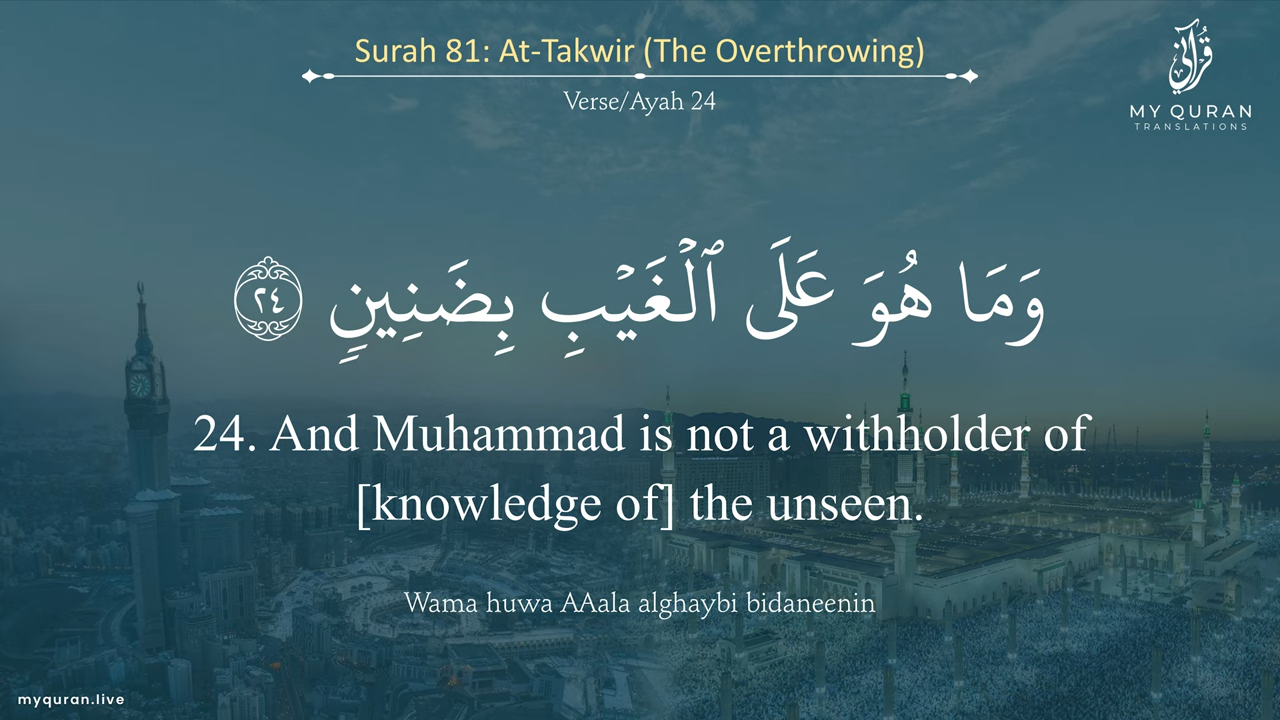 Surah 81: At-Takwir (The Overthrowing)
Verse/Ayah 24
قرآني
MY QURAN
TRANSLATIONS
وَمَا هُوَ عَلَى ٱلْغَيْبِ بِضَنِينٍ ٢٤
24. And Muhammad is not a withholder of
[knowledge of] the unseen.
Wama huwa AAala alghaybi bidaneenin
myquran.live